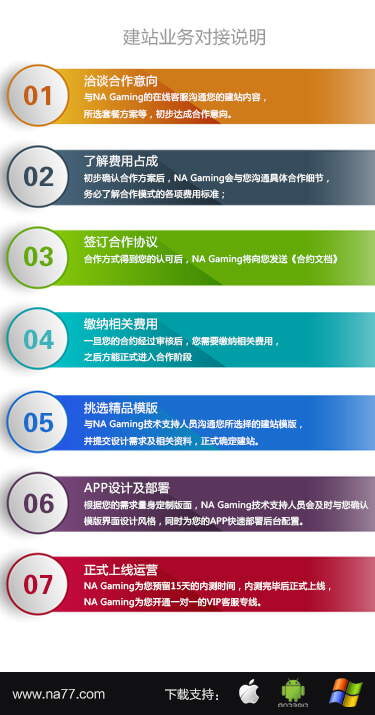 建站业务对接说明
01
洽谈合作意向
与NA Gaming的在线客服沟通您的建站内容，
所选套餐方案等，初步达成合作意向。
02
了解费用占成
初步确认合作方案后，NA Gaming会与您沟通具体合作细节，
务必了解合作模式的各项费用标准；
03
签订合作协议
合作方式得到您的认可后，NA Gaming将向您发送《合约文档》
04
缴纳相关费用
一旦您的合约经过审核后，您需要缴纳相关费用，
之后方能正式进入合作阶段
05
挑选精品模版
与NA Gaming技术支持人员沟通您所选择的建站模版，
并提交设计需求及相关资料，正式确定建站。
06
APP设计及部署
根据您的需求量身定制版面，NA Gaming技术支持人员会及时与您确认
模版界面设计风格，同时为您的APP快速部署后台配置。
07
正式上线运营
NA Gaming为您预留15天的内测时间，内测完毕后正式上线，
NA Gaming为您开通一对一的VIP客服专线。
www.na77.com
下载支持：
ANDROID